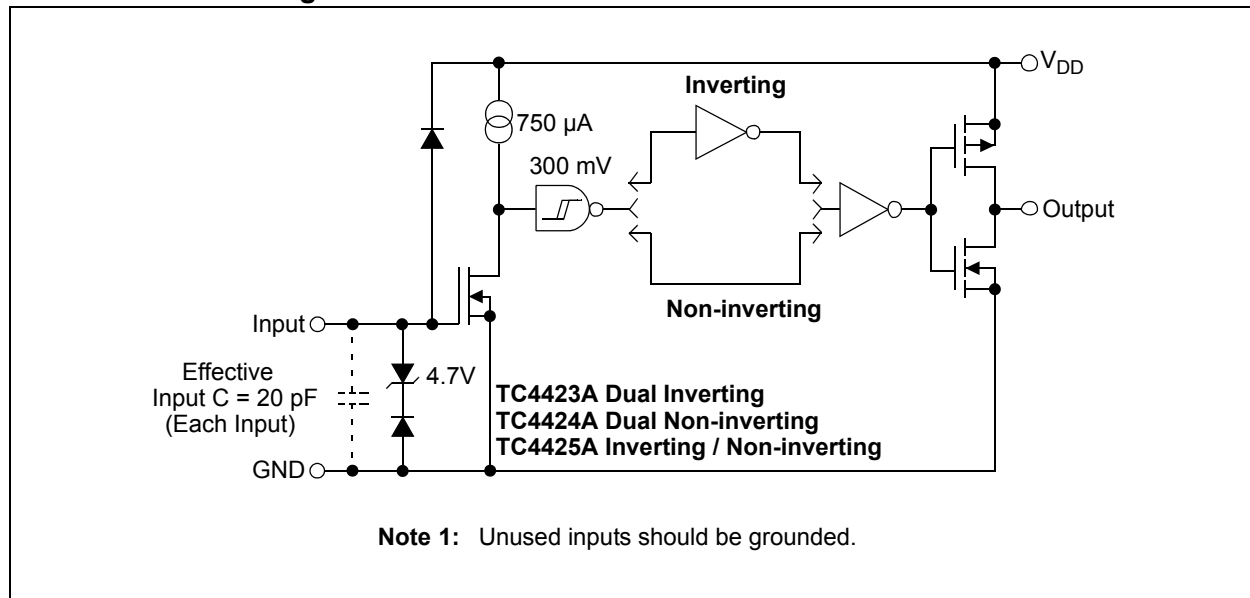 V_DD
Inverting
750 µA
300 mV
Output
Non-inverting
Input
4.7V
Effective
Input C = 20 pF
(Each Input)
TC4423A Dual Inverting
TC4424A Dual Non-inverting
TC4425A Inverting / Non-inverting
GND
Note 1: Unused inputs should be grounded.